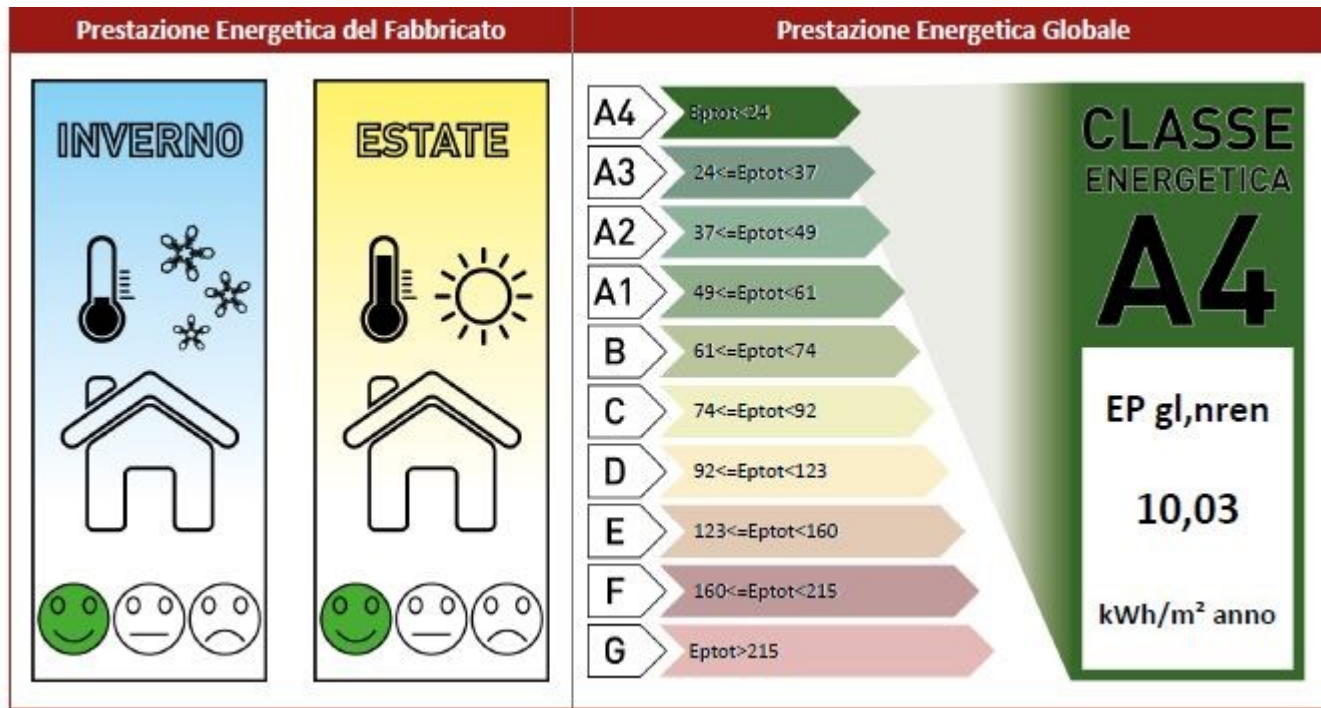 Prestazione Energetica del Fabbricato
Prestazione Energetica Globale
INVERNO
ESTATE
A4
Eptot<24
A3
24<=Eptot<37
A2
37<=Eptot<49
A1
49<=Eptot<61
B
61<=Eptot<74
C
74<=Eptot<92
D
92<=Eptot<123
E
123<=Eptot<160
F
160<=Eptot<215
G
Eptot>215
CLASSE
ENERGETICA
A4
EP gl,nren
10,03
kWh/m² anno